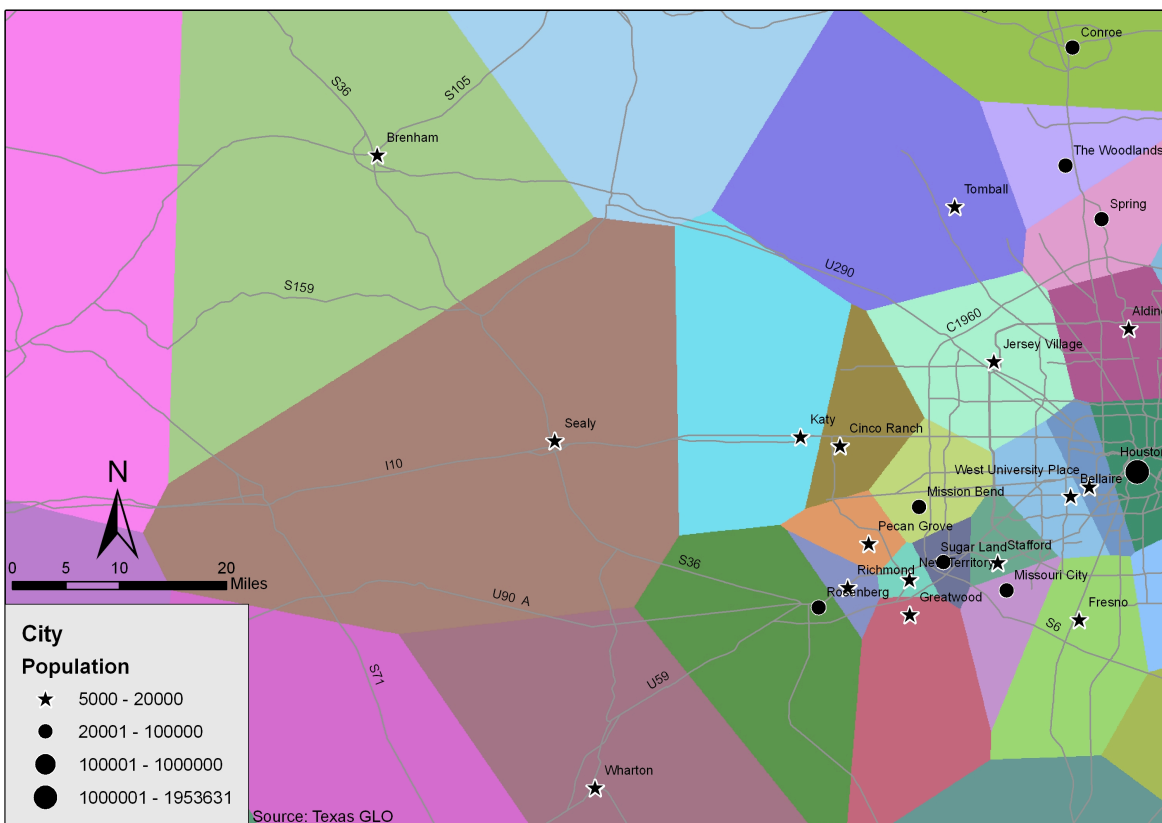 Conroe
S36
S105
Brenham
The Woodlands
Tomball
Spring
U290
S159
C1960
Aldine
Jersey Village
Katy
Sealy
Cinco Ranch
Houston
I10
West University Place
Bellaire
N
Mission Bend
Pecan Grove
Sugar Land
Stafford
S36
Richmond
New Territory
Missouri City
0 5 10 20
Miles
U90 A
Rosenberg
Greatwood
Fresno
S6
City
Population
S71
U59
5000 - 20000
20001 - 100000
100001 - 1000000
1000001 - 1953631
Wharton
Source: Texas GLO